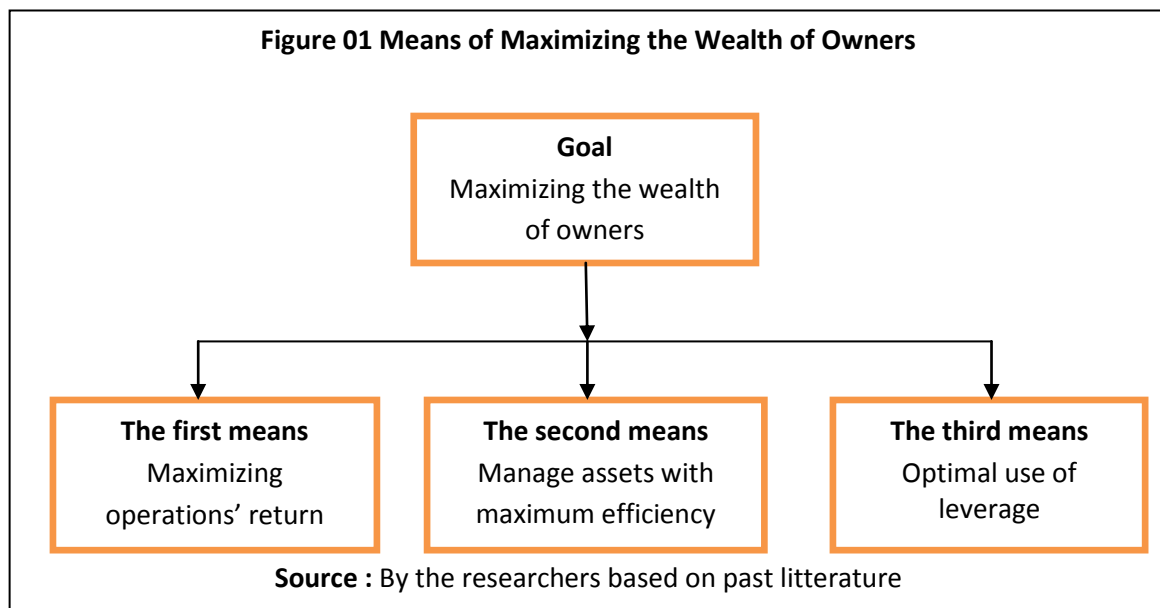 Figure 01 Means of Maximizing the Wealth of Owners
Goal
Maximizing the wealth
of owners
The first means
Maximizing
operations’ return
The second means
Manage assets with
maximum efficiency
The third means
Optimal use of
leverage
Source : By the researchers based on past litterature